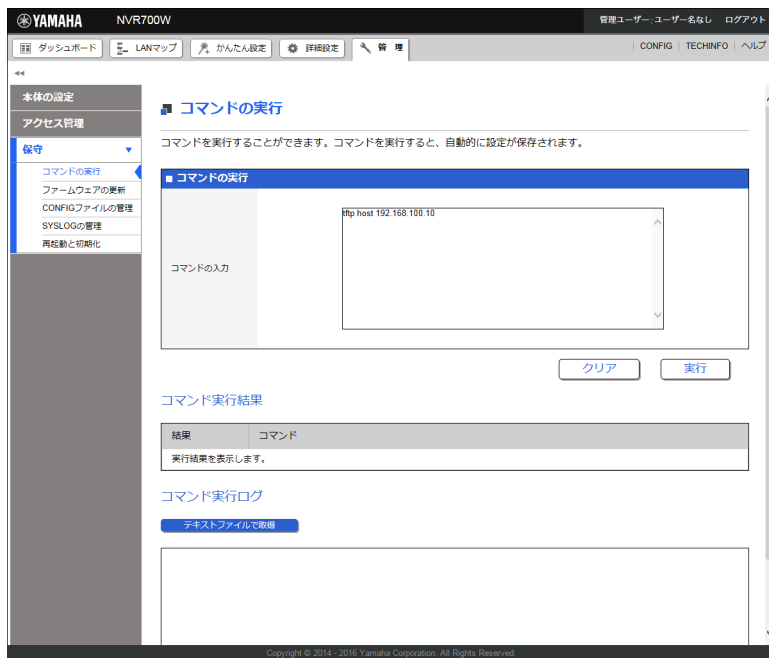 YAMAHA NVR700W 管理ユーザー: ユーザー名なし ログアウト
ダッシュボード LANマップ かんたん設定 詳細設定 管理 CONFIG | TECHINFO | ヘルプ
本体の設定
アクセス管理
保守
コマンドの実行
ファームウェアの更新
CONFIGファイルの管理
SYSLOGの管理
再起動と初期化
コマンドの実行
コマンドを実行することができます。コマンドを実行すると、自動的に設定が保存されます。
コマンドの実行
コマンドの入力
tftp host 192.168.100.10
クリア 実行
コマンド実行結果
結果 コマンド
実行結果を表示します。
コマンド実行ログ
テキストファイルで取得
Copyright © 2014 - 2016 Yamaha Corporation. All Rights Reserved.